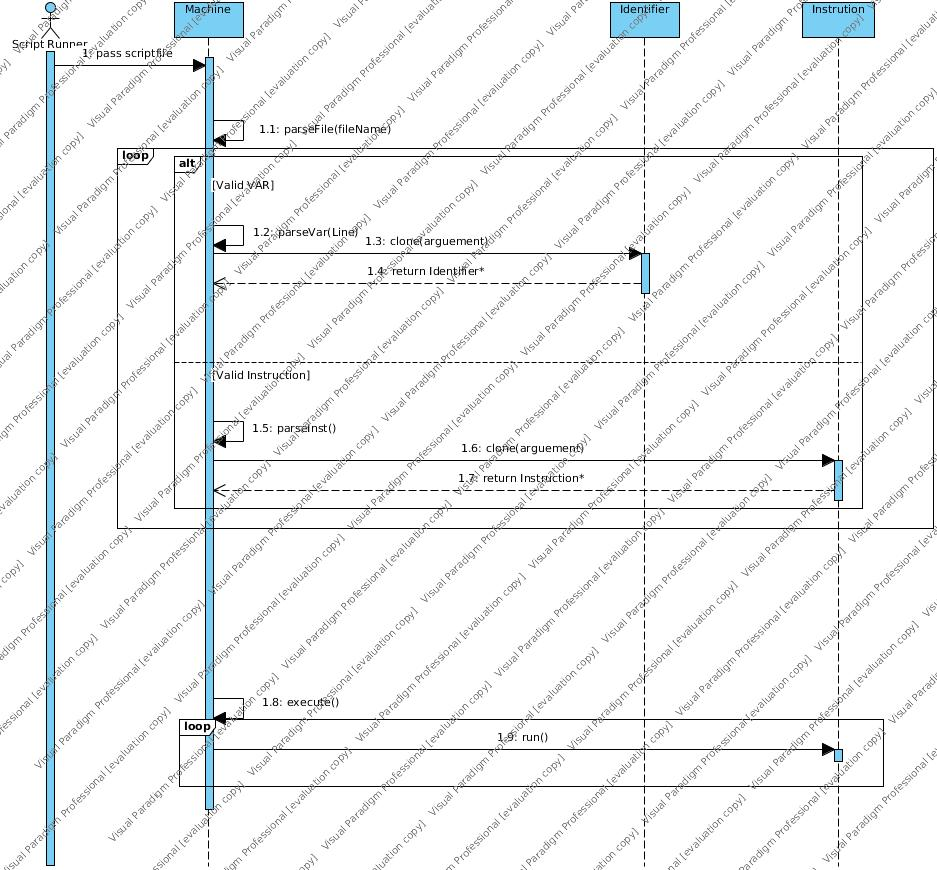 Machine
Identifier
Instrution
Script Runner
1: pass scriptfile
1.1: parseFile(fileName)
loop
alt
[Valid VAR]
1.2: parseVar(Line)
1.3: clone(arguement)
1.4: return Identifier*
[Valid Instruction]
1.5: parseInst()
1.6: clone(arguement)
1.7: return Instruction*
1.8: execute()
loop
1.9: run()
Visual Paradigm Professional [evaluation copy]